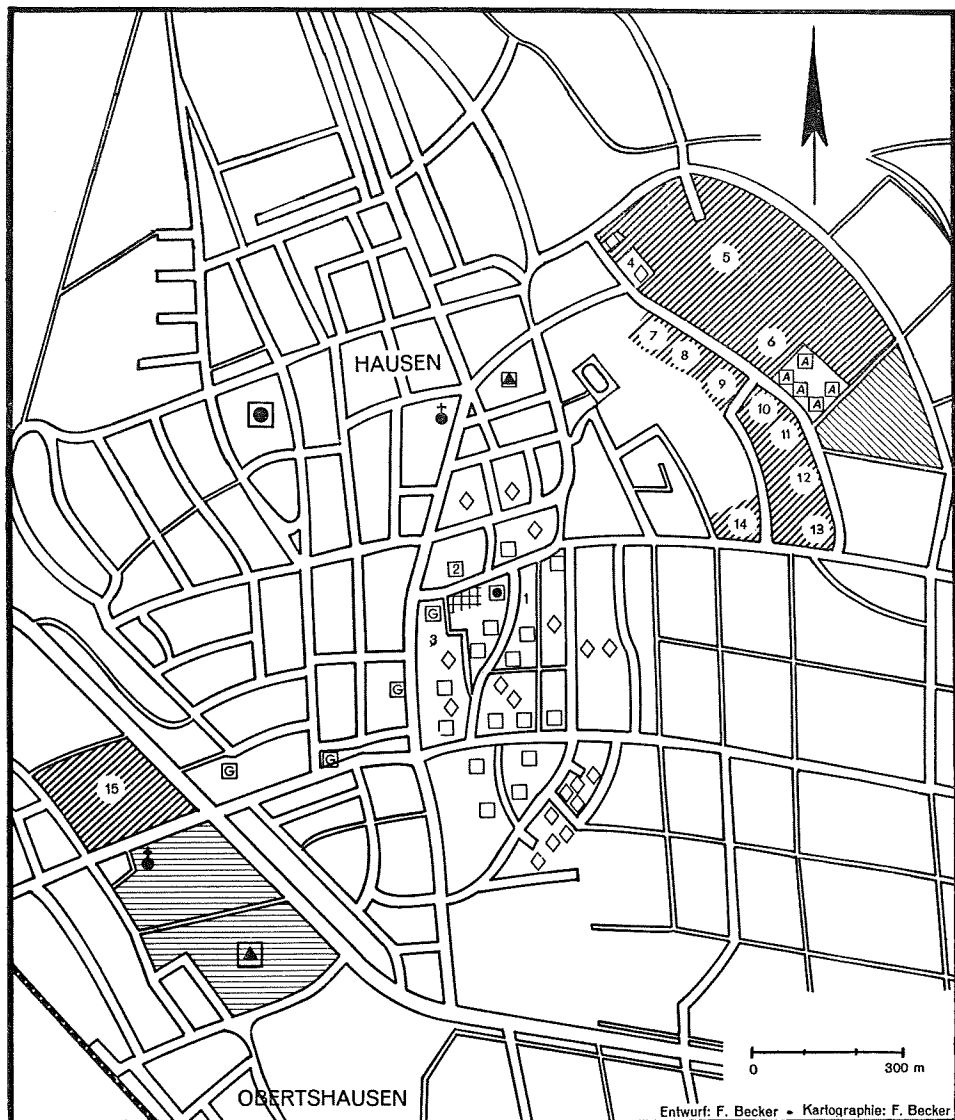 5
4
6
7
8
HAUSEN
A
9
A
A
10
A
A
11
12
14
13
2
1
G
3
G
G
G
15
0 300 m
OBERTSHAUSEN
Entwurf: F. Becker • Kartographie: F. Becker